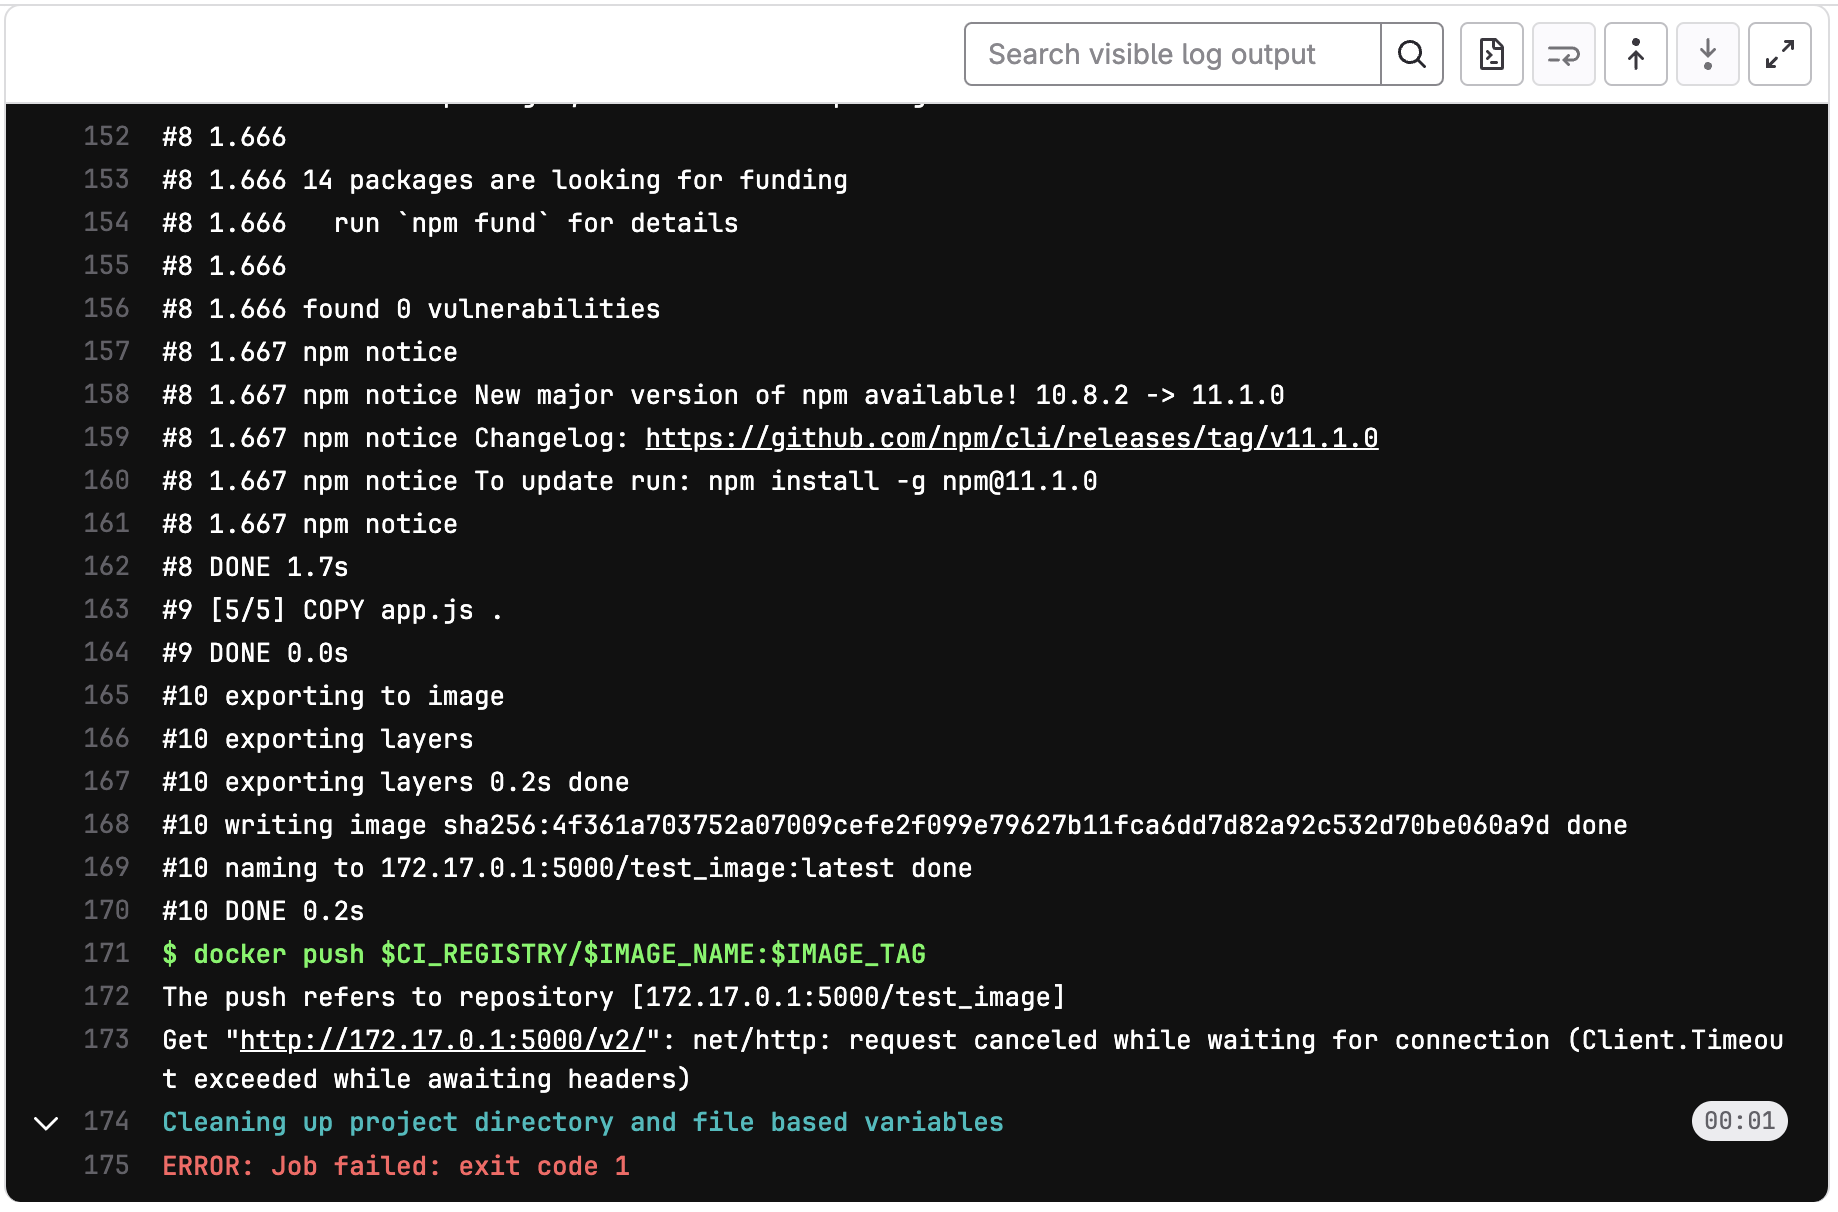 Search visible log output
152 #8 1.666
153 #8 1.666 14 packages are looking for funding
154 #8 1.666   run `npm fund` for details
155 #8 1.666
156 #8 1.666 found 0 vulnerabilities
157 #8 1.667 npm notice
158 #8 1.667 npm notice New major version of npm available! 10.8.2 -> 11.1.0
159 #8 1.667 npm notice Changelog: https://github.com/npm/cli/releases/tag/v11.1.0
160 #8 1.667 npm notice To update run: npm install -g npm@11.1.0
161 #8 1.667 npm notice
162 #8 DONE 1.7s
163 #9 [5/5] COPY app.js .
164 #9 DONE 0.0s
165 #10 exporting to image
166 #10 exporting layers
167 #10 exporting layers 0.2s done
168 #10 writing image sha256:4f361a703752a07009cefe2f099e79627b11fca6dd7d82a92c532d70be060a9d done
169 #10 naming to 172.17.0.1:5000/test_image:latest done
170 #10 DONE 0.2s
171 $ docker push $CI_REGISTRY/$IMAGE_NAME:$IMAGE_TAG
172 The push refers to repository [172.17.0.1:5000/test_image]
173 Get "http://172.17.0.1:5000/v2/": net/http: request canceled while waiting for connection (Client.Timeou
t exceeded while awaiting headers)
174 Cleaning up project directory and file based variables 00:01
175 ERROR: Job failed: exit code 1